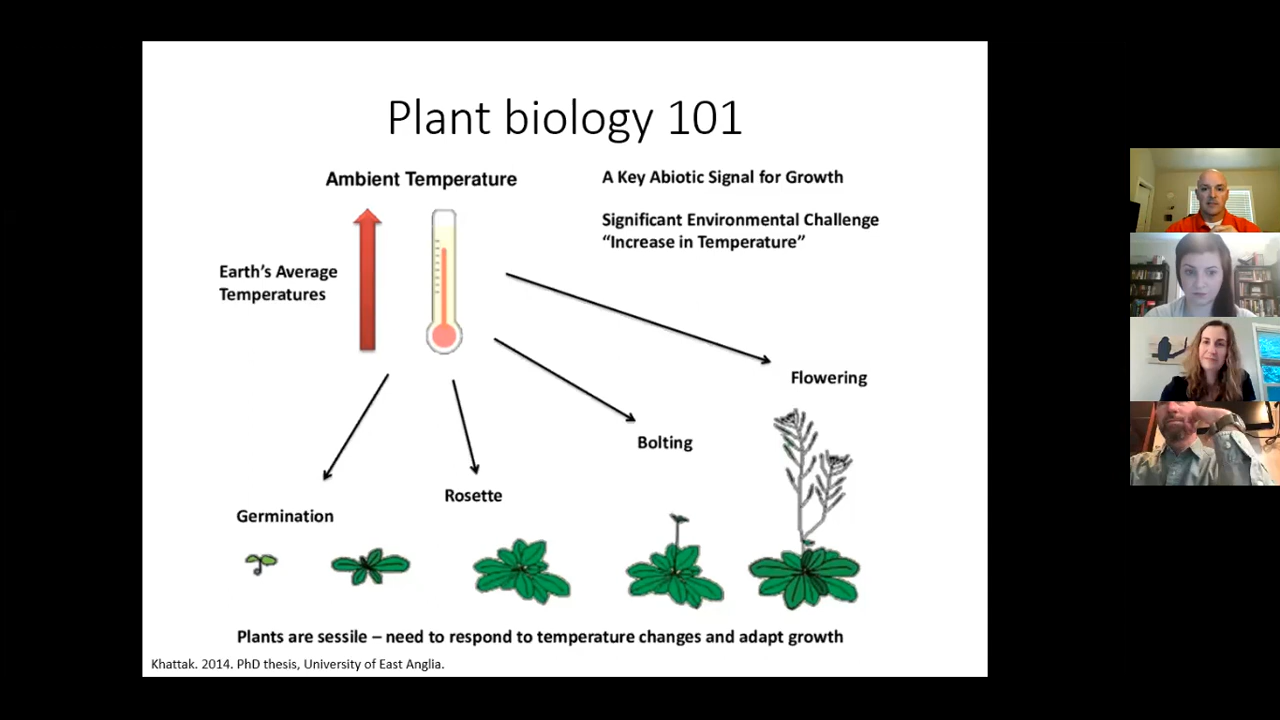 Plant biology 101
Ambient Temperature
A Key Abiotic Signal for Growth
Significant Environmental Challenge
“Increase in Temperature”
Earth’s Average
Temperatures
Flowering
Bolting
Rosette
Germination
Plants are sessile – need to respond to temperature changes and adapt growth
Khattak. 2014. PhD thesis, University of East Anglia.